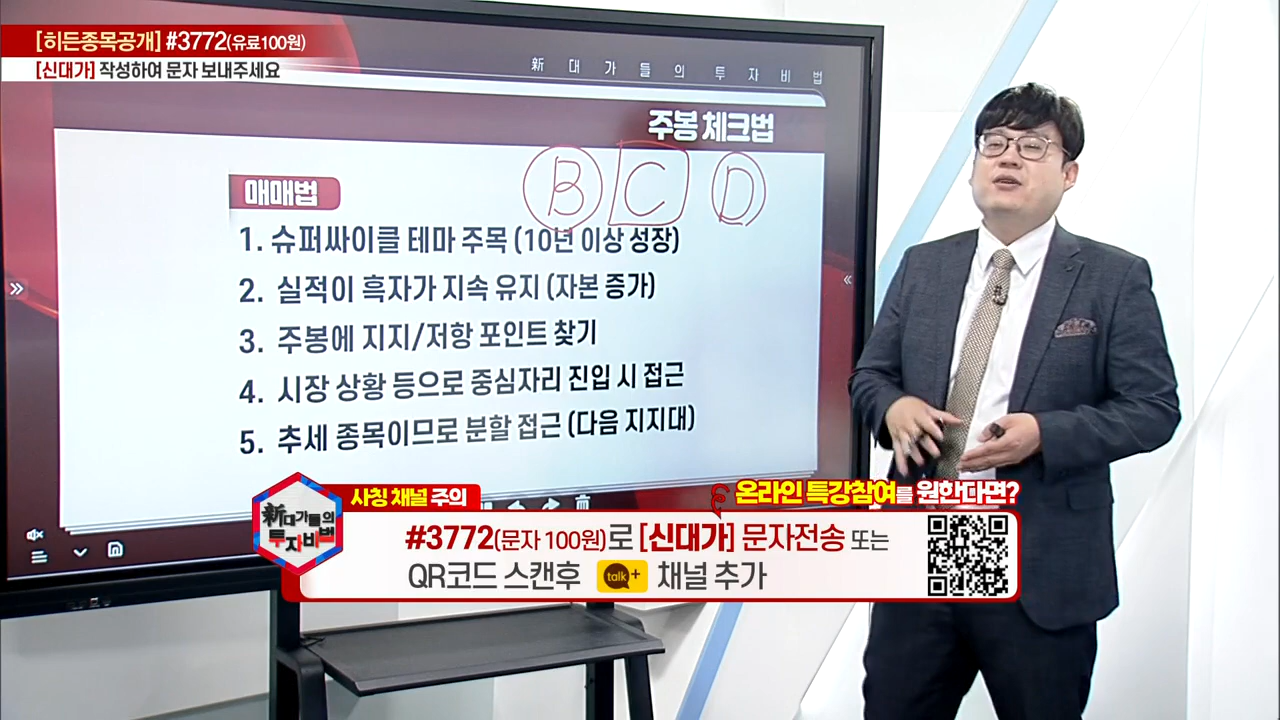 [히든종목공개] #3772(유료100원)
[신대가] 작성하여 문자 보내주세요
新대가들의 투자비법
주봉 체크법
B C D
매매법
1. 슈퍼싸이클 테마 주목 (10년 이상 성장)
2. 실적이 흑자가 지속 유지 (자본 증가)
3. 주봉에 지지/저항 포인트 찾기
4. 시장 상황 등으로 중심자리 진입 시 접근
5. 추세 종목이므로 분할 접근 (다음 지지대)
新대가들의
투자비법
사칭 채널 주의
온라인 특강참여를 원한다면?
#3772(문자 100원)로 [신대가] 문자전송 또는
QR코드 스캔후 talk+ 채널 추가